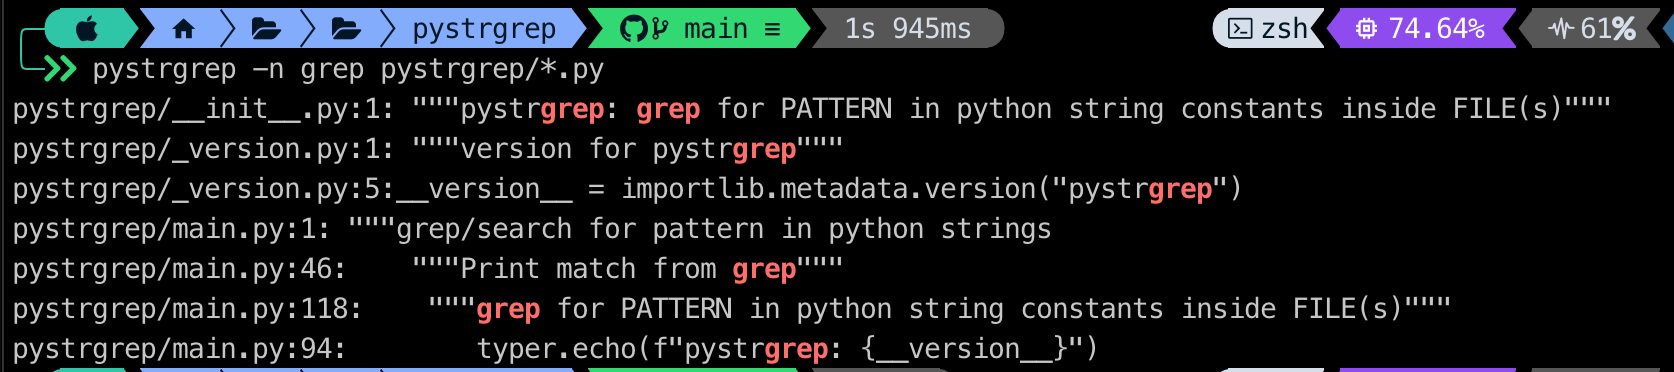 pystrgrep main ≡ 1s 945ms zsh 74.64% 61%
pystrgrep -n grep pystrgrep/*.py
pystrgrep/__init__.py:1: """pystrgrep: grep for PATTERN in python string constants inside FILE(s)"""
pystrgrep/_version.py:1: """version for pystrgrep"""
pystrgrep/_version.py:5:__version__ = importlib.metadata.version("pystrgrep")
pystrgrep/main.py:1: """grep/search for pattern in python strings
pystrgrep/main.py:46:    """Print match from grep"""
pystrgrep/main.py:118:    """grep for PATTERN in python string constants inside FILE(s)"""
pystrgrep/main.py:94:        typer.echo(f"pystrgrep: {__version__}")